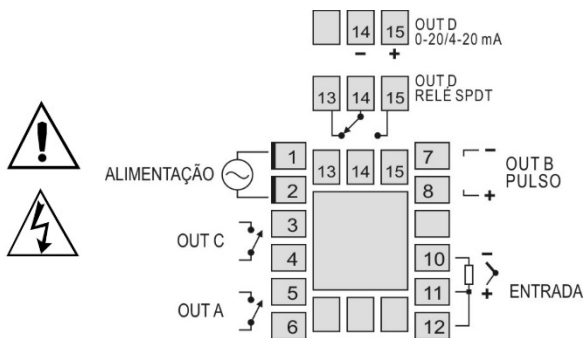 14 15 OUT D
0-20/4-20 mA
− +
13 14 15 OUT D
RELÉ SPDT
ALIMENTAÇÃO
1
2
3
4
5
6
13 14 15
OUT C
OUT A
7
8
10
11
12
− OUT B
+ PULSO
−
+ ENTRADA